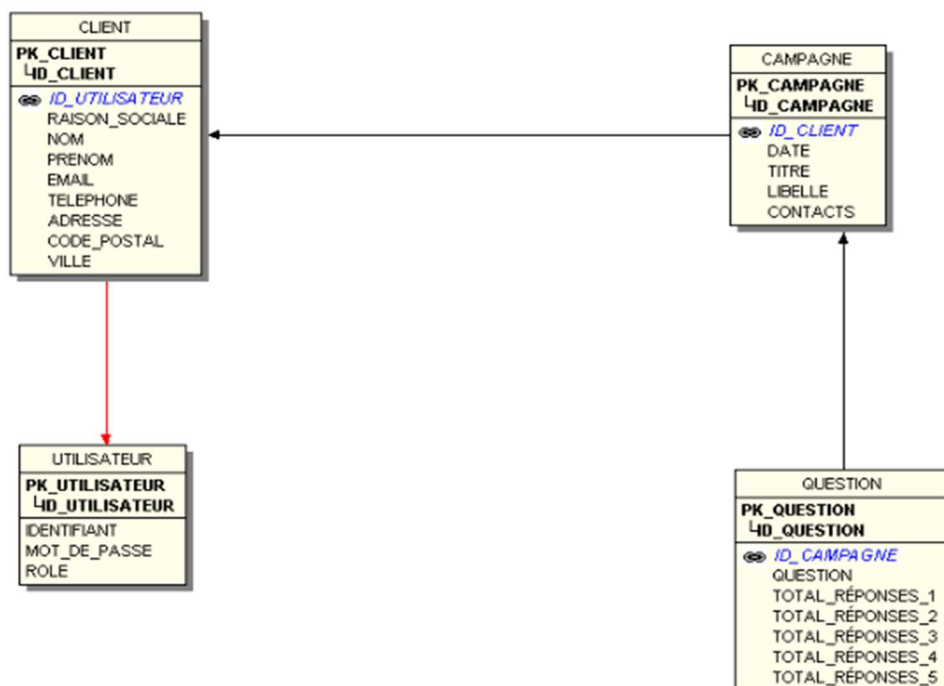 CLIENT
PK_CLIENT
ID_CLIENT
ID_UTILISATEUR
RAISON_SOCIALE
NOM
PRENOM
EMAIL
TELEPHONE
ADRESSE
CODE_POSTAL
VILLE
CAMPAGNE
PK_CAMPAGNE
ID_CAMPAGNE
ID_CLIENT
DATE
TITRE
LIBELLE
CONTACTS
UTILISATEUR
PK_UTILISATEUR
ID_UTILISATEUR
IDENTIFIANT
MOT_DE_PASSE
ROLE
QUESTION
PK_QUESTION
ID_QUESTION
ID_CAMPAGNE
QUESTION
TOTAL_RÉPONSES_1
TOTAL_RÉPONSES_2
TOTAL_RÉPONSES_3
TOTAL_RÉPONSES_4
TOTAL_RÉPONSES_5